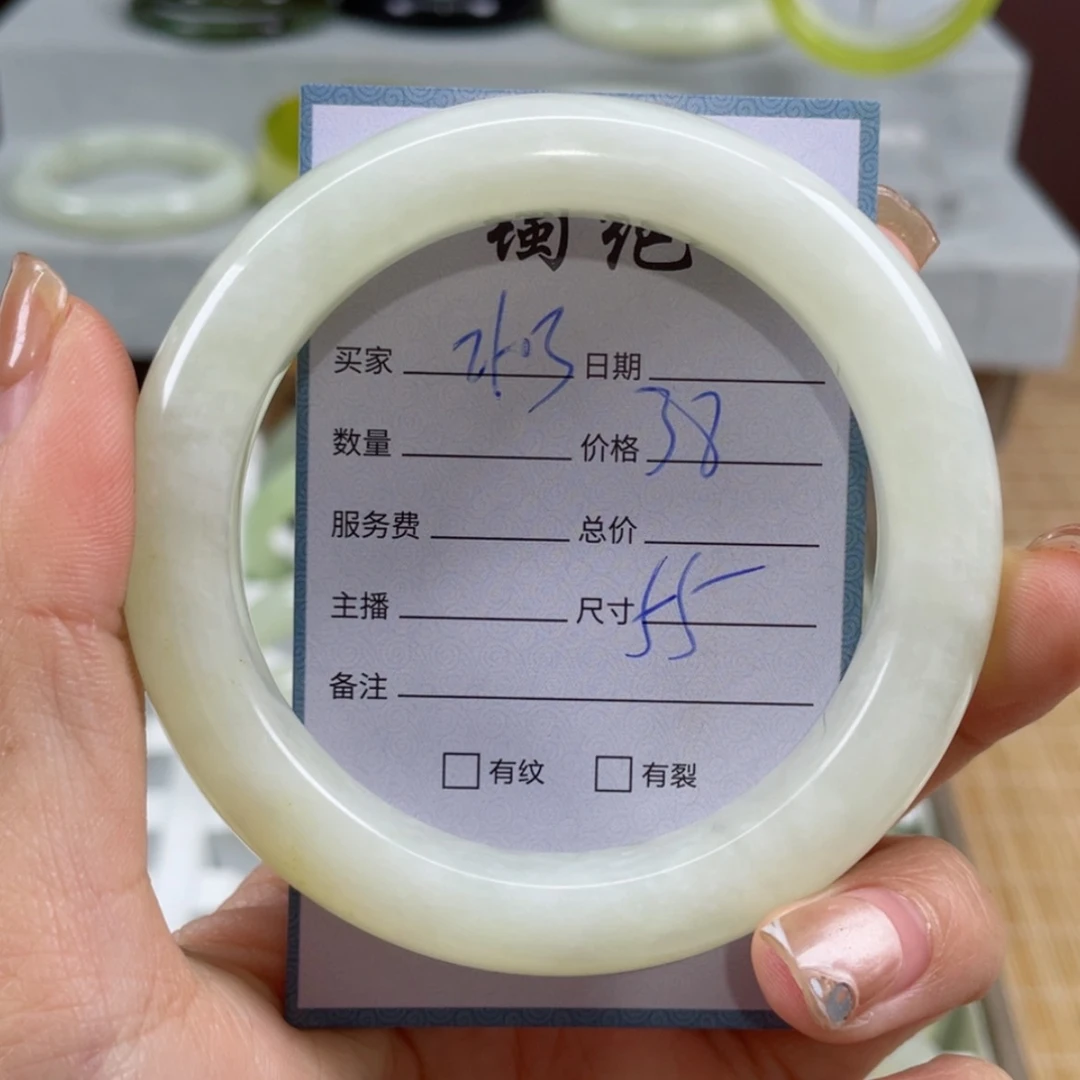 买家 日期
数量 价格 38
服务费 总价
主播 尺寸 55
备注
有纹 有裂